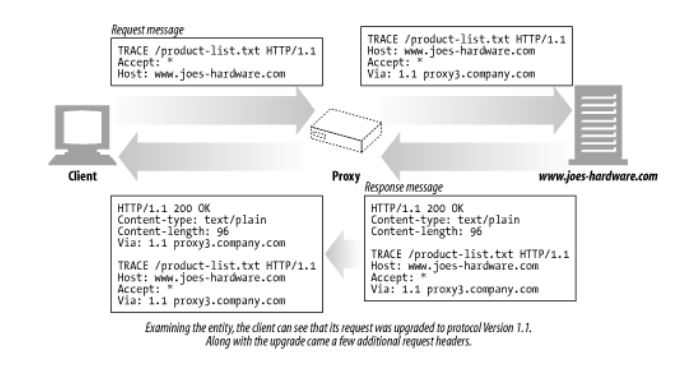 Request message
TRACE /product-list.txt HTTP/1.1
Accept: *
Host: www.joes-hardware.com
TRACE /product-list.txt HTTP/1.1
Host: www.joes-hardware.com
Accept: *
Via: 1.1 proxy3.company.com
Client
Proxy
www.joes-hardware.com
Response message
HTTP/1.1 200 OK
Content-type: text/plain
Content-length: 96
Via: 1.1 proxy3.company.com
TRACE /product-list.txt HTTP/1.1
Host: www.joes-hardware.com
Accept: *
Via: 1.1 proxy3.company.com
HTTP/1.1 200 OK
Content-type: text/plain
Content-length: 96
TRACE /product-list.txt HTTP/1.1
Host: www.joes-hardware.com
Accept: *
Via: 1.1 proxy3.company.com
Examining the entity, the client can see that its request was upgraded to protocol Version 1.1.
Along with the upgrade came a few additional request headers.